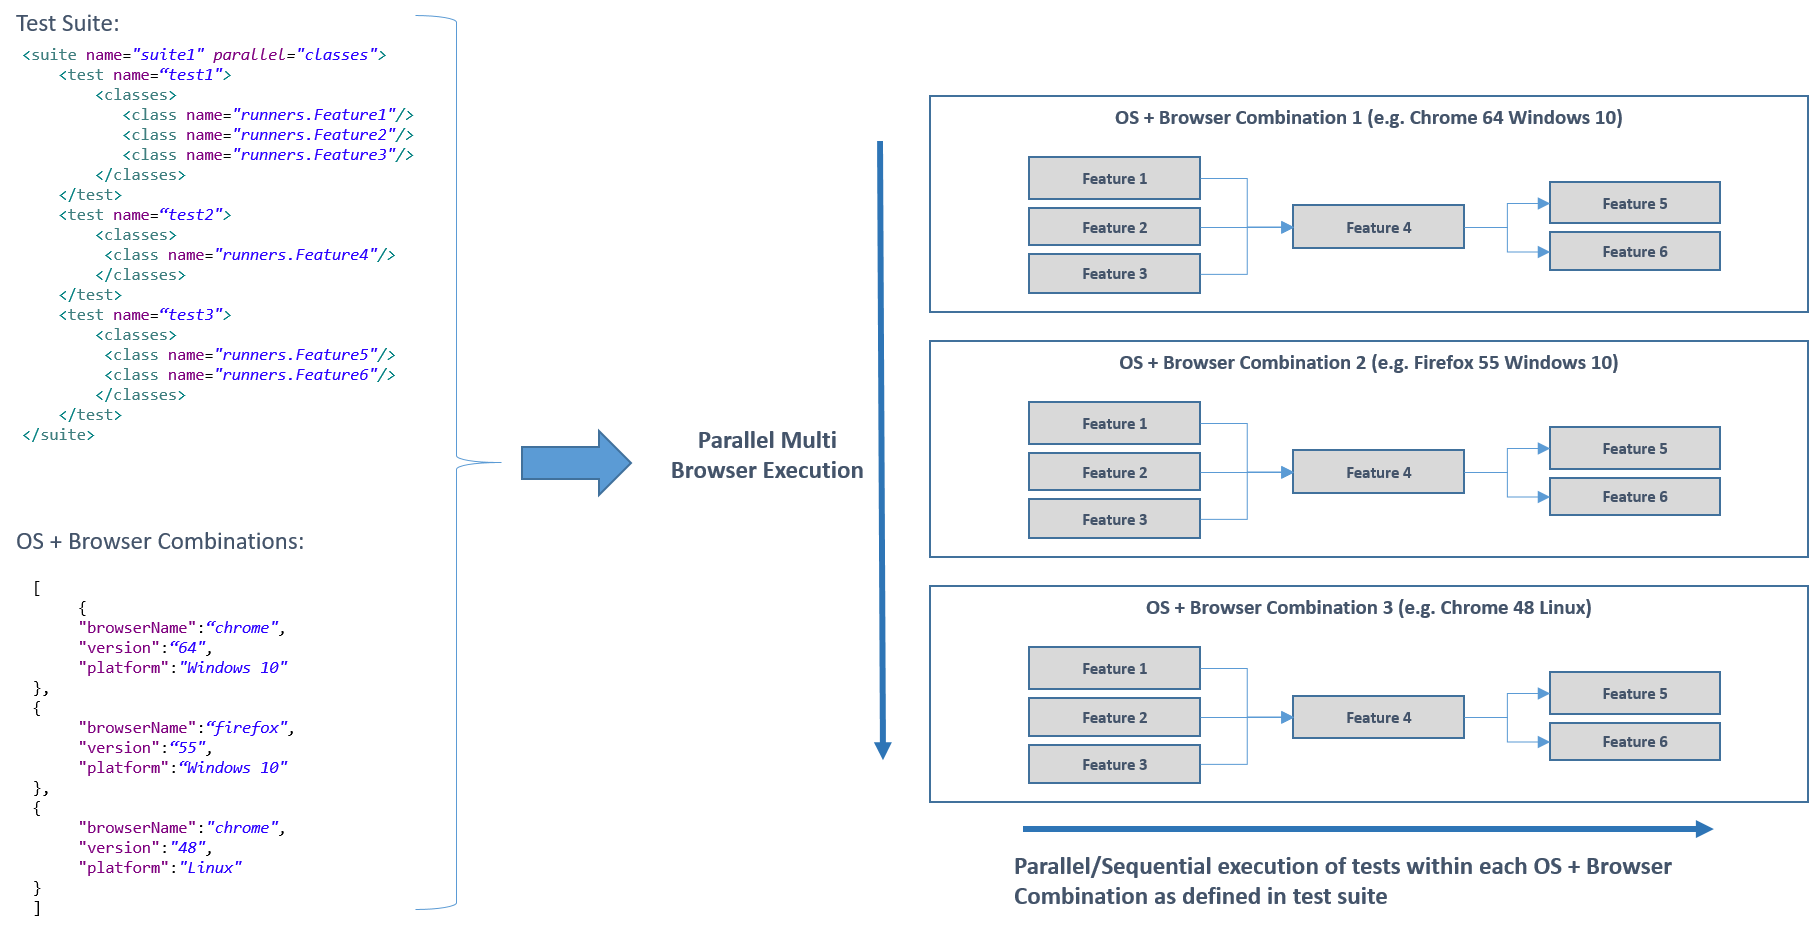 Test Suite:
<suite name="suite1" parallel="classes">
<test name=“test1">
<classes>
<class name="runners.Feature1"/>
<class name="runners.Feature2"/>
<class name="runners.Feature3"/>
</classes>
</test>
<test name=“test2">
<classes>
<class name="runners.Feature4"/>
</classes>
</test>
<test name=“test3">
<classes>
<class name="runners.Feature5"/>
<class name="runners.Feature6"/>
</classes>
</test>
</suite>
OS + Browser Combinations:
[
{
"browserName":“chrome",
"version":“64",
"platform":"Windows 10"
},
{
"browserName":“firefox",
"version":“55",
"platform":“Windows 10"
},
{
"browserName":"chrome",
"version":"48",
"platform":"Linux"
}
]
Parallel Multi
Browser Execution
OS + Browser Combination 1 (e.g. Chrome 64 Windows 10)
Feature 1
Feature 2
Feature 3
Feature 4
Feature 5
Feature 6
OS + Browser Combination 2 (e.g. Firefox 55 Windows 10)
Feature 1
Feature 2
Feature 3
Feature 4
Feature 5
Feature 6
OS + Browser Combination 3 (e.g. Chrome 48 Linux)
Feature 1
Feature 2
Feature 3
Feature 4
Feature 5
Feature 6
Parallel/Sequential execution of tests within each OS + Browser
Combination as defined in test suite